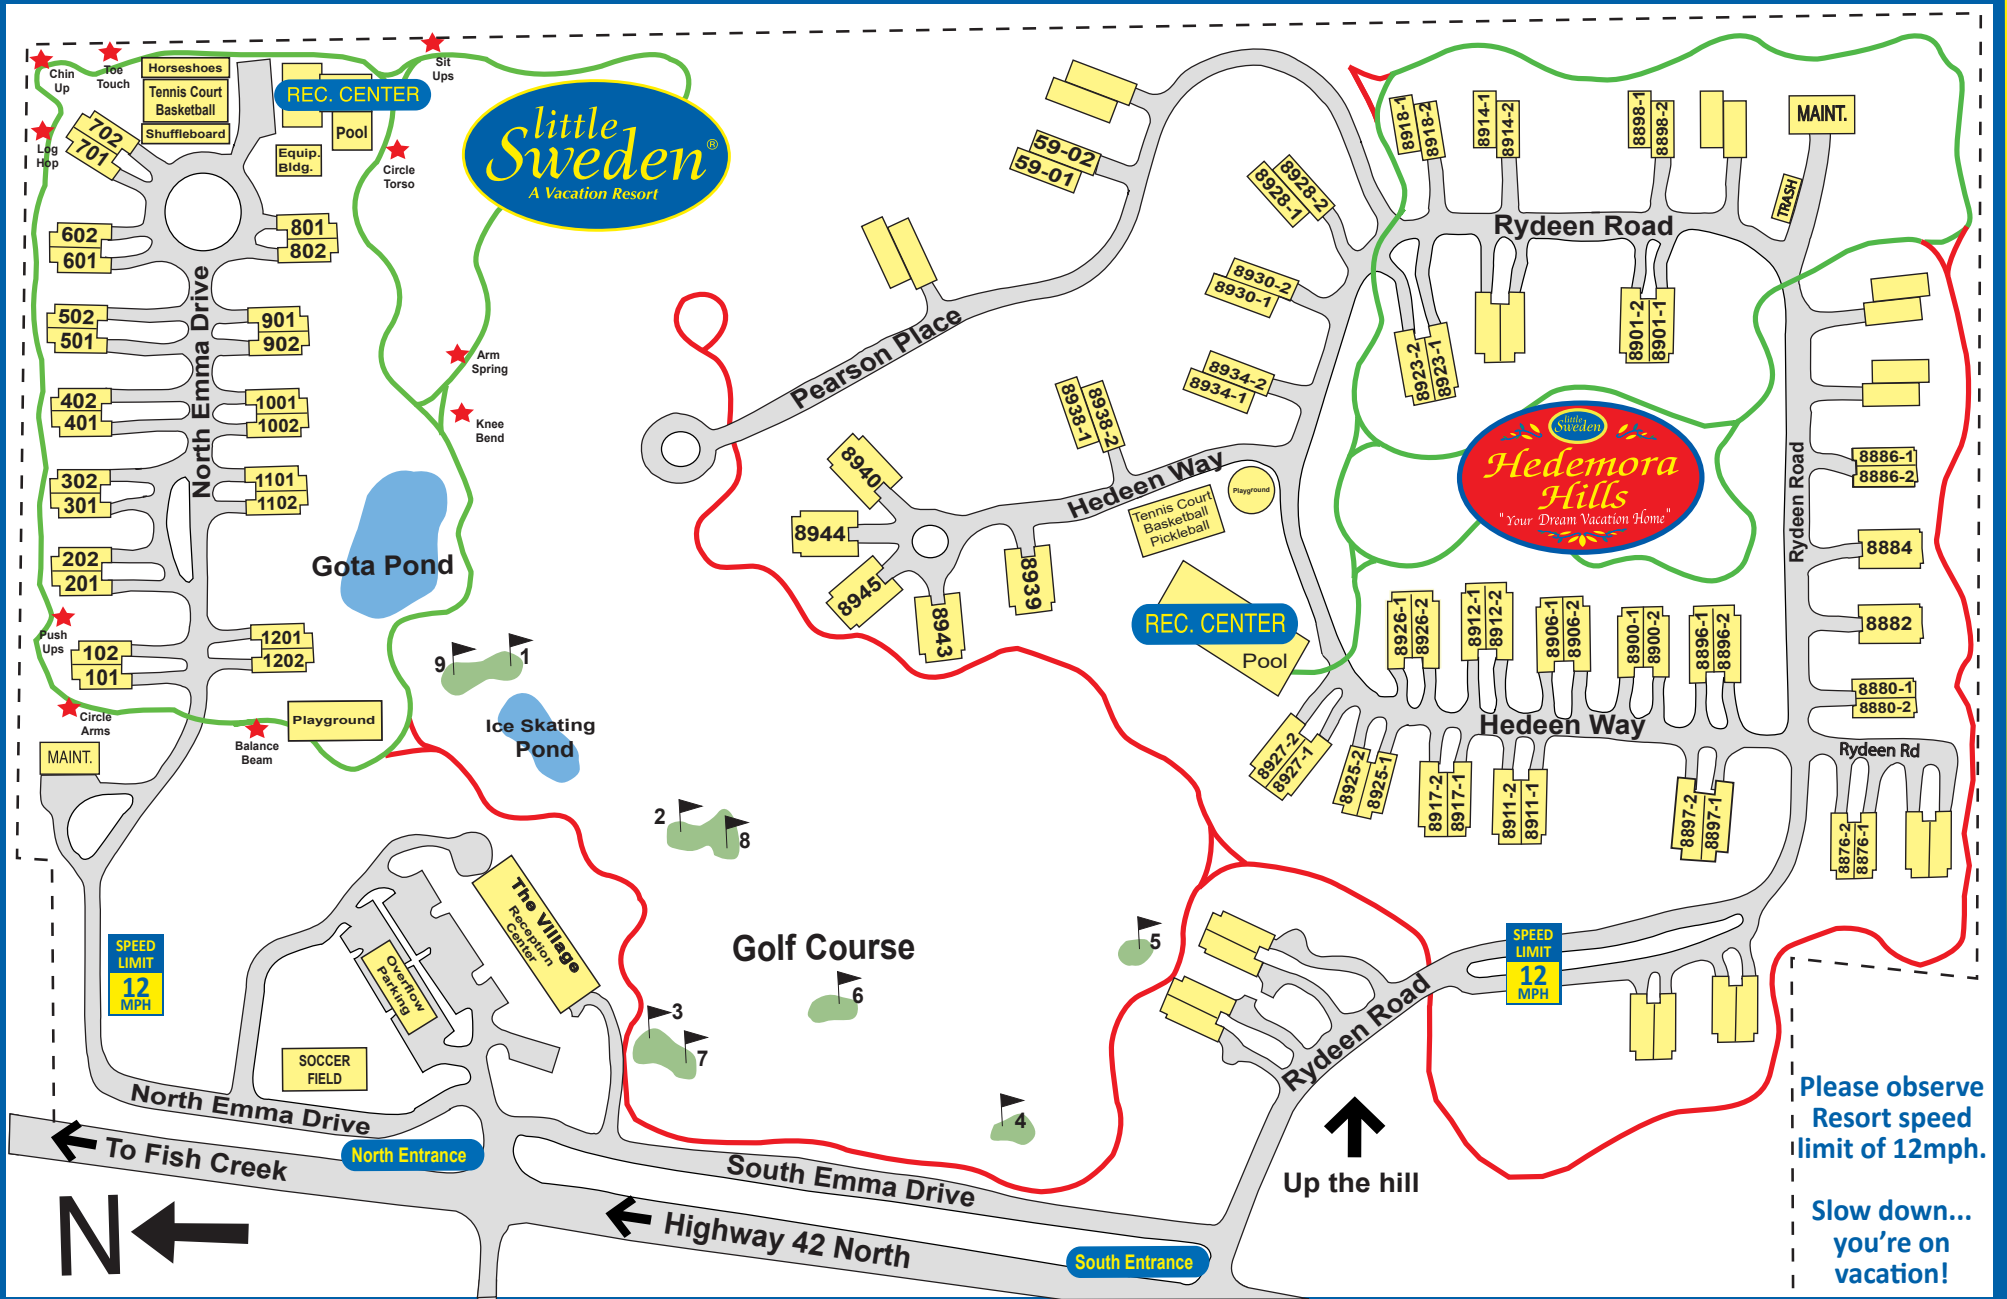 Chin
Up
Toe
Touch
Horseshoes
Tennis Court
Basketball
Shuffleboard
REC. CENTER
Pool
Equip.
Bldg.
Sit
Ups
Circle
Torso
Log
Hop
little
Sweden®
A Vacation Resort
702
701
602
601
801
802
502
501
901
902
402
401
1001
1002
302
301
1101
1102
202
201
102
101
1201
1202
North Emma Drive
Arm
Spring
Knee
Bend
Gota Pond
Push
Ups
Circle
Arms
Balance
Beam
Playground
MAINT.
9
1
Ice Skating
Pond
2
8
Golf Course
5
6
3
7
4
The Village
Reception
Center
Overflow
Parking
SOCCER
FIELD
SPEED
LIMIT
12
MPH
North Emma Drive
To Fish Creek
North Entrance
N
South Emma Drive
Highway 42 North
South Entrance
59-02
59-01
Pearson Place
8928-2
8928-1
8930-2
8930-1
8934-2
8934-1
8938-1
8938-2
8940
8944
8945
8943
8939
Hedeen Way
Tennis Court
Basketball
Pickleball
Playground
REC. CENTER
Pool
8918-1
8918-2
8914-1
8914-2
8898-1
8898-2
MAINT.
TRASH
Rydeen Road
8923-2
8923-1
8901-2
8901-1
little
Sweden
Hedemora
Hills
"Your Dream Vacation Home"
Rydeen Road
8886-1
8886-2
8884
8882
8880-1
8880-2
8926-1
8926-2
8912-1
8912-2
8906-1
8906-2
8900-1
8900-2
8896-1
8896-2
Hedeen Way
Rydeen Rd
8927-2
8927-1
8925-2
8925-1
8917-2
8917-1
8911-2
8911-1
8897-2
8897-1
8876-2
8876-1
SPEED
LIMIT
12
MPH
Rydeen Road
Up the hill
Please observe
Resort speed
limit of 12mph.
Slow down...
you're on
vacation!